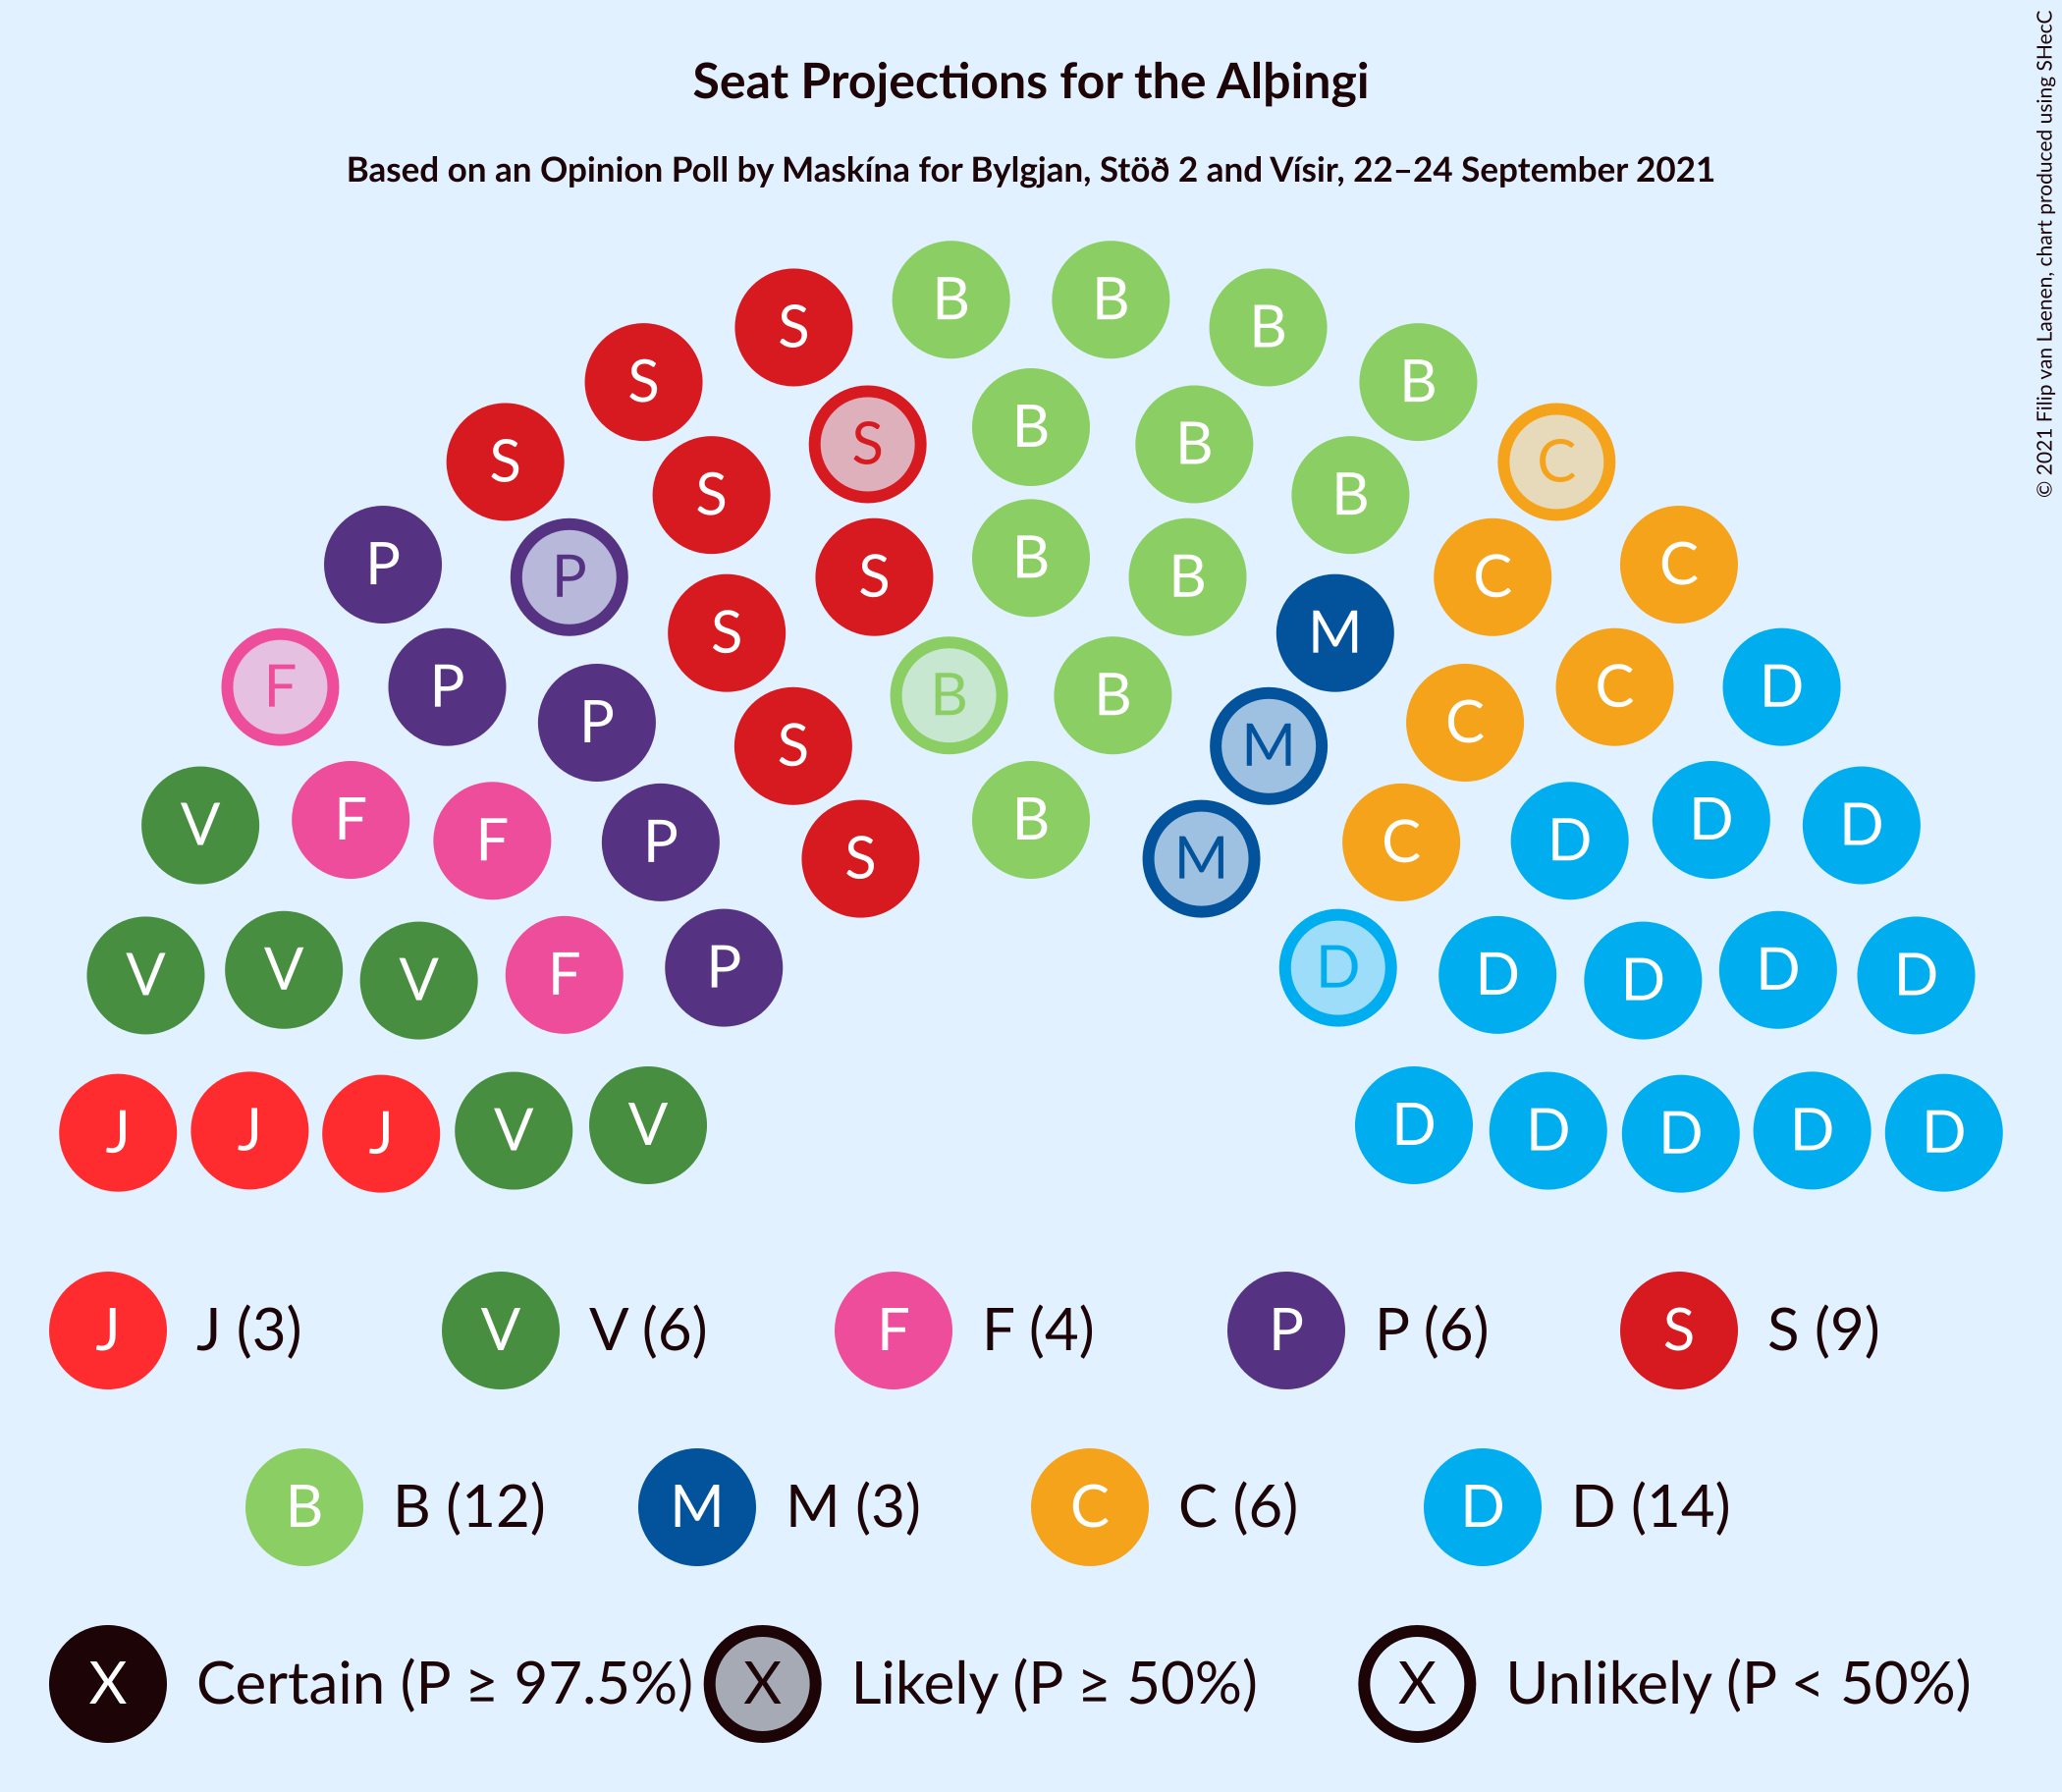 Seat Projections for the Alþingi
Based on an Opinion Poll by Maskína for Bylgjan, Stöð 2 and Vísir, 22–24 September 2021
© 2021 Filip van Laenen, chart produced using SHecC
B B
S B
S B
S S B B C
S B
P P S B B C C
S M
F P P S B B M C C D
V F F P S B M C D D D
V V V F P D D D D D
J J J V V D D D D D
J J (3) V V (6) F F (4) P P (6) S S (9)
B B (12) M M (3) C C (6) D D (14)
X Certain (P ≥ 97.5%) X Likely (P ≥ 50%) X Unlikely (P < 50%)